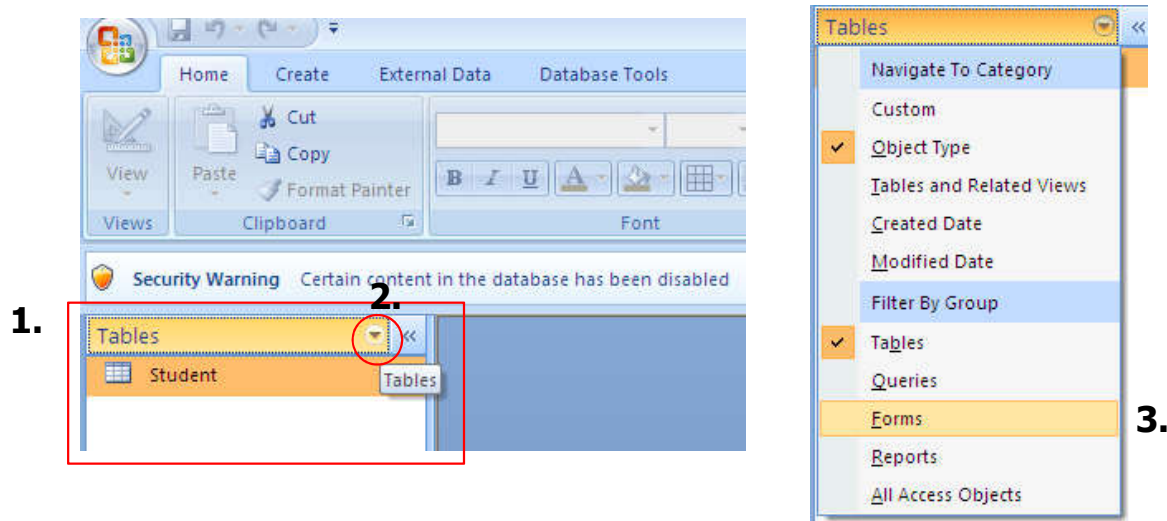 Home Create External Data Database Tools
View
Paste
Cut
Copy
Format Painter
B I U A
Views Clipboard Font
Security Warning Certain content in the database has been disabled
1.
2.
Tables
Student
Tables
Tables
Navigate To Category
Custom
Object Type
Tables and Related Views
Created Date
Modified Date
Filter By Group
Tables
Queries
Forms
3.
Reports
All Access Objects